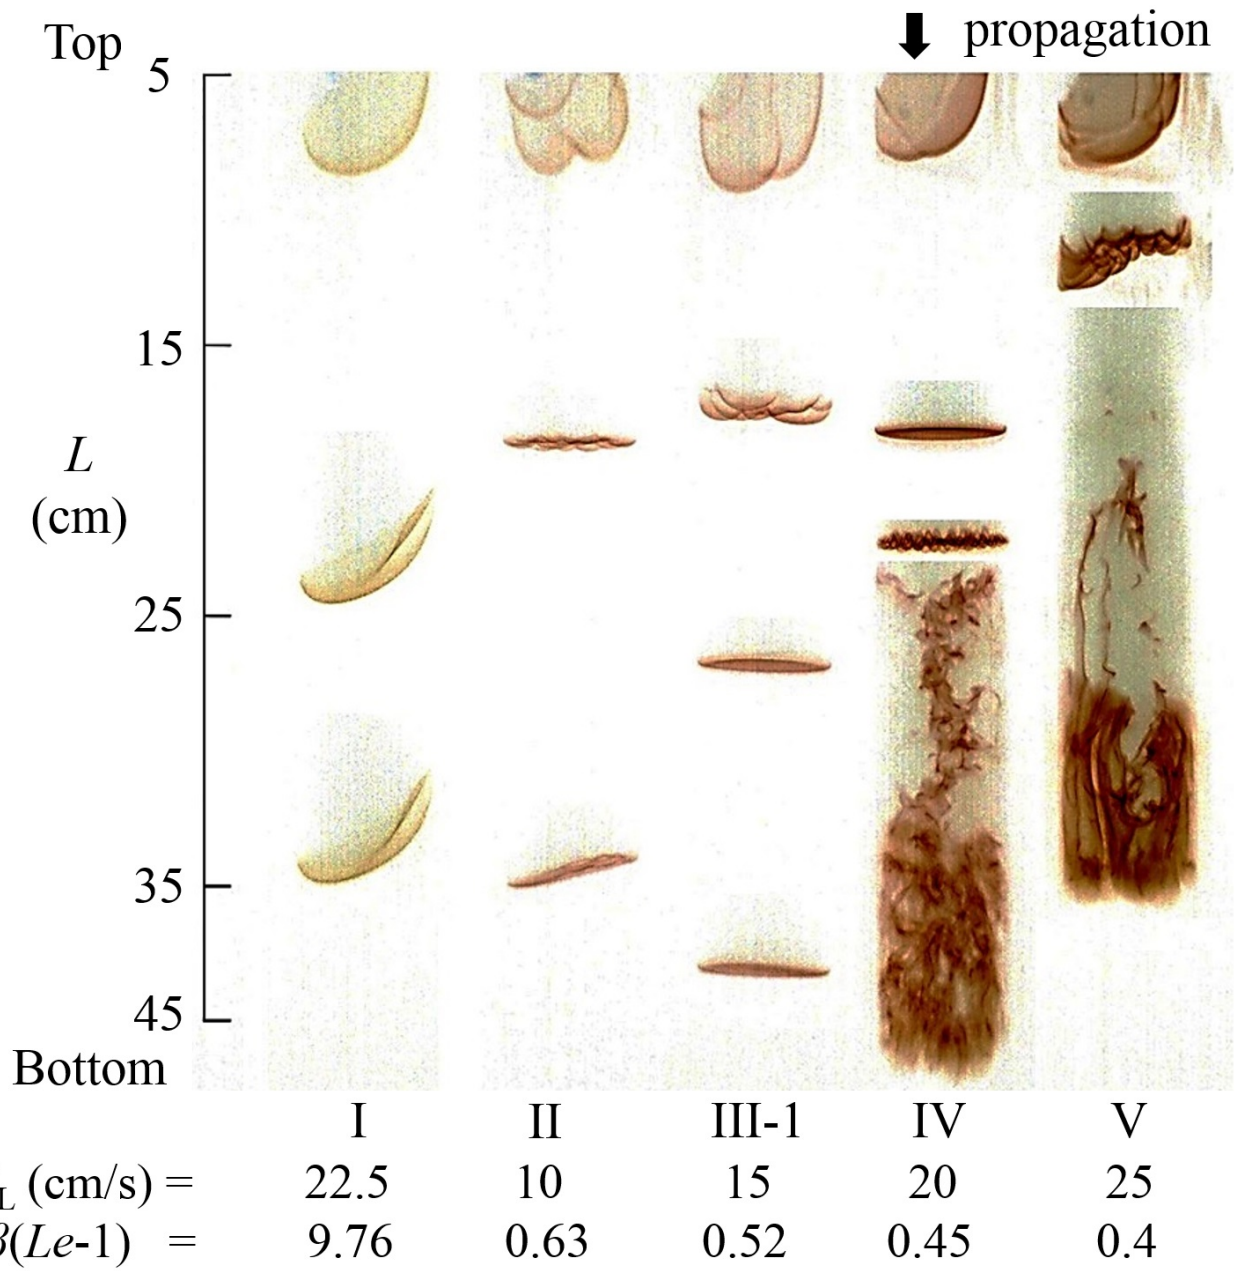 Top
propagation
5
15
L
(cm)
25
35
45
Bottom
I II III-1 IV V
L (cm/s) = 22.5 10 15 20 25
(Le-1) = 9.76 0.63 0.52 0.45 0.4